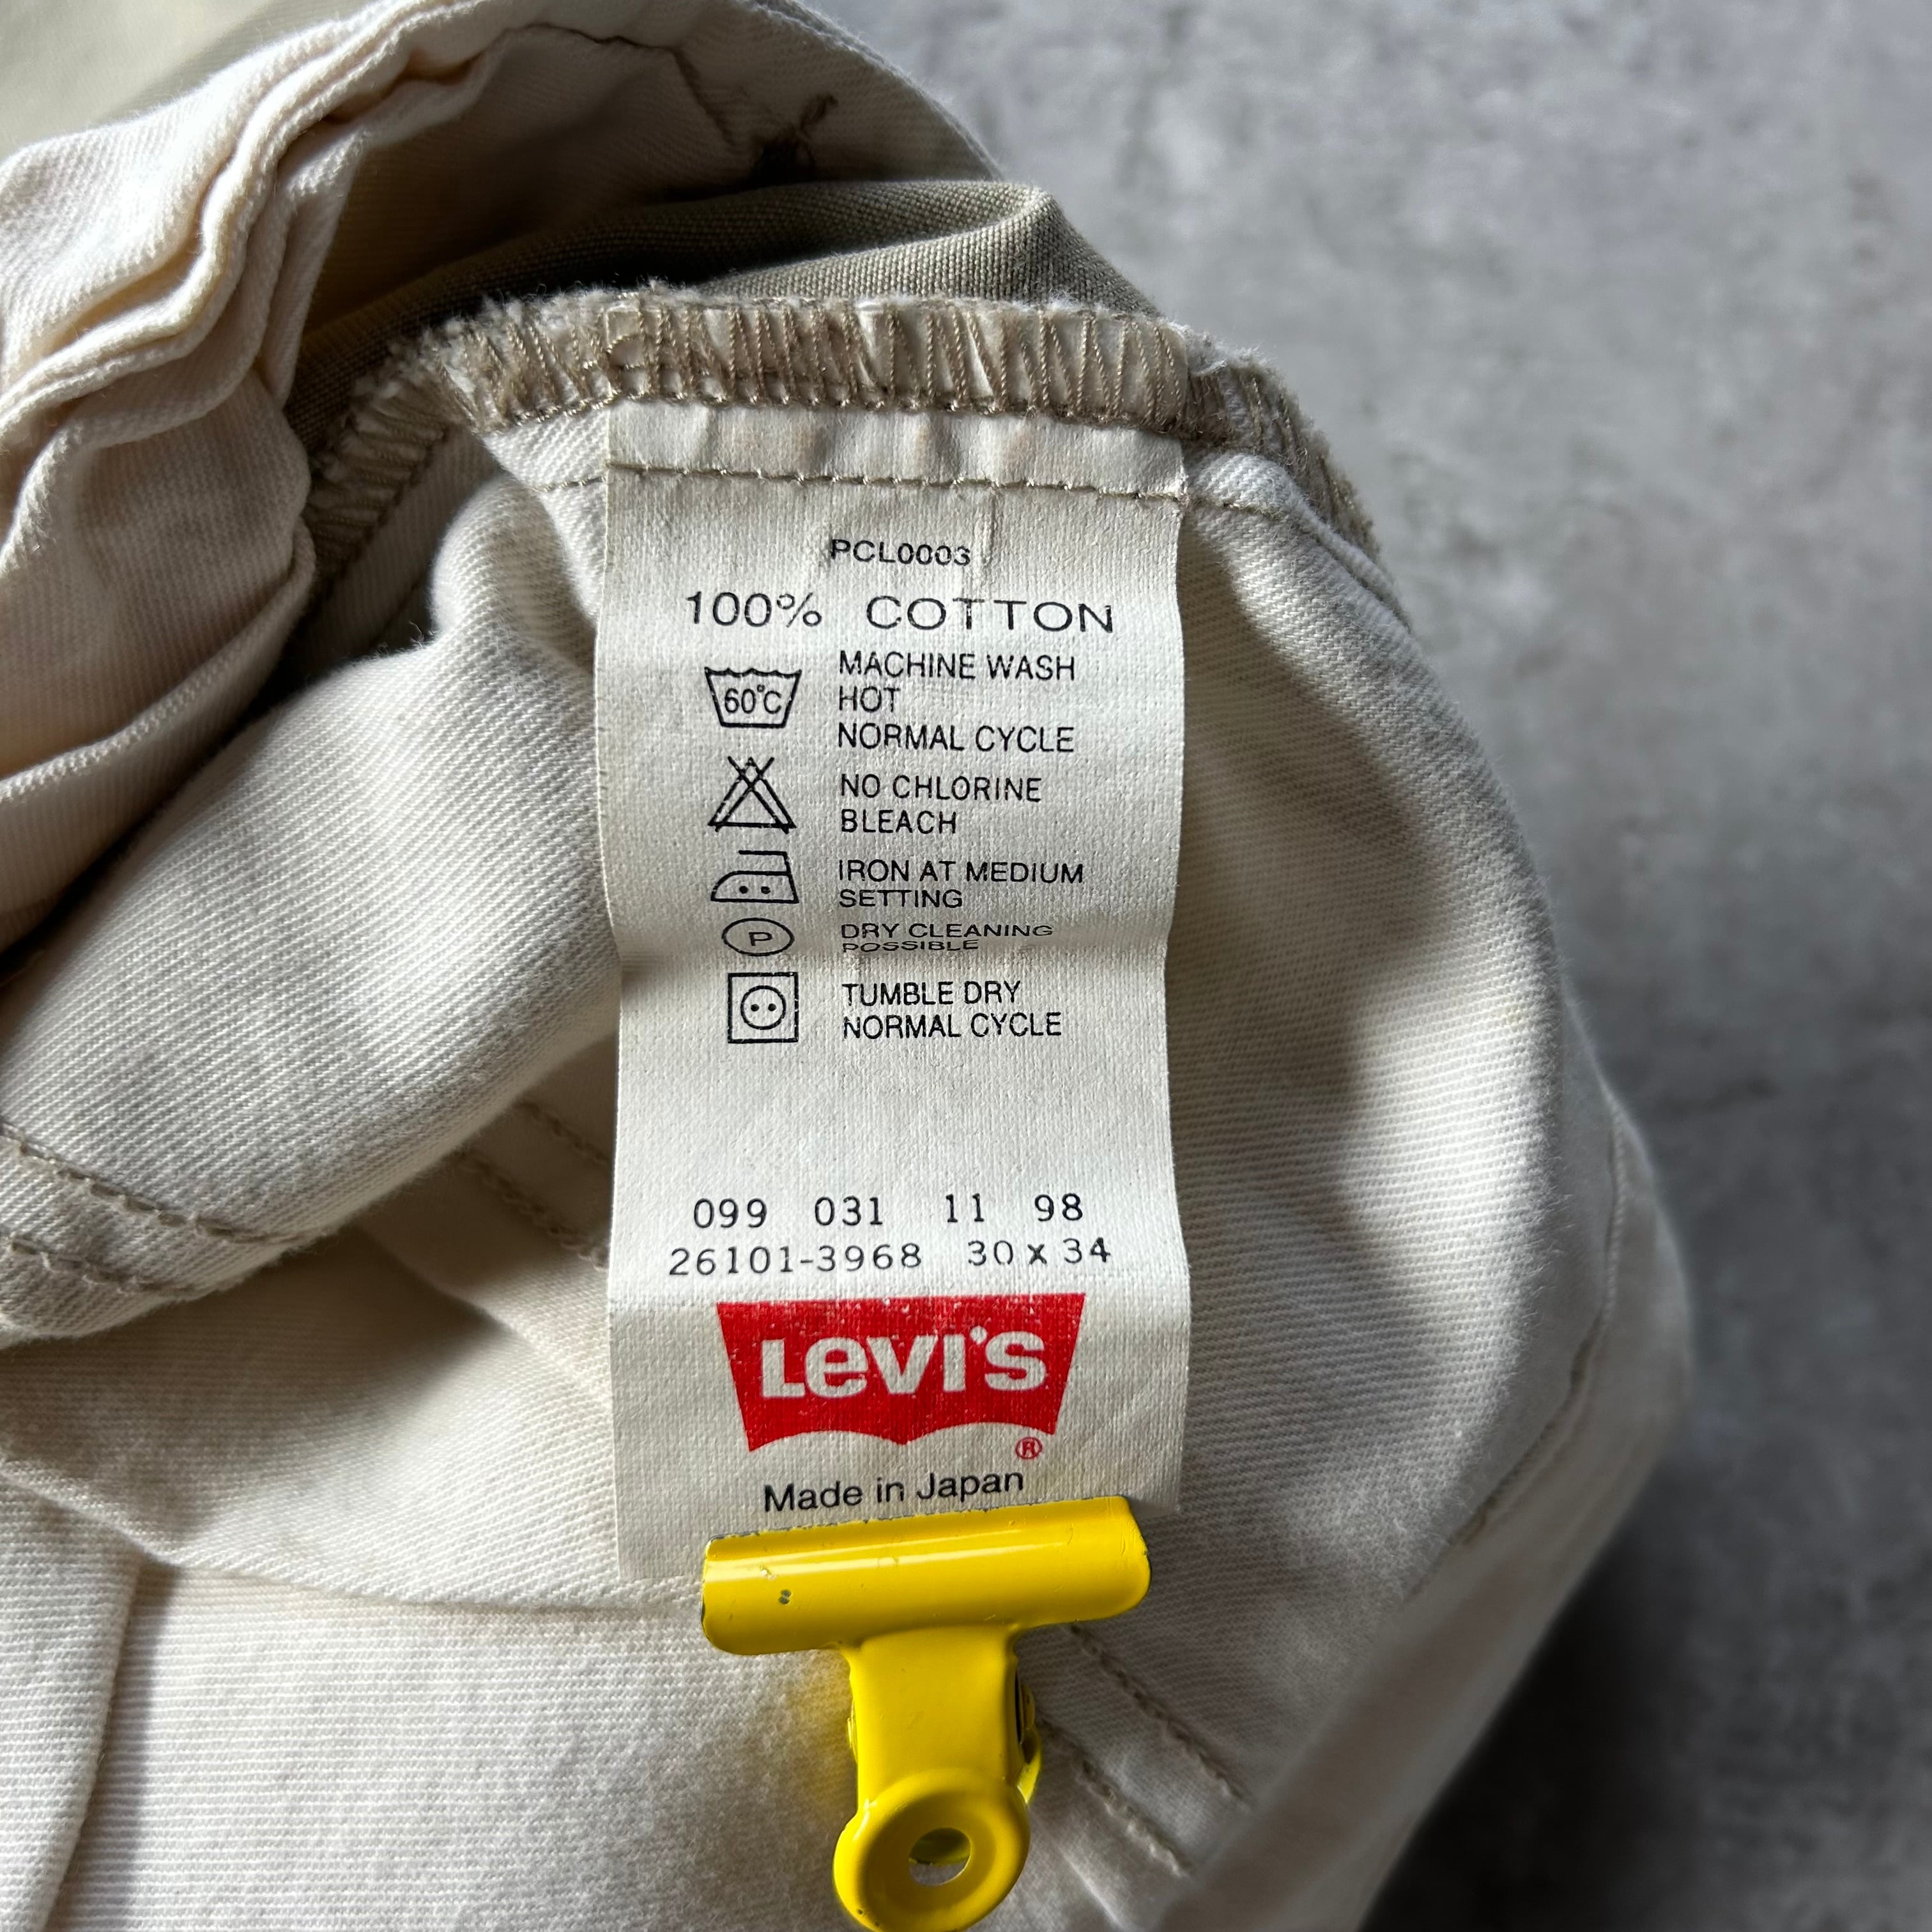 PCL0003
100% COTTON
60°C
MACHINE WASH
HOT
NORMAL CYCLE
NO CHLORINE
BLEACH
IRON AT MEDIUM
SETTING
P
DRY CLEANING
POSSIBLE
TUMBLE DRY
NORMAL CYCLE
099 031 11 98
26101-3968 30 x 34
LEVI'S
®
Made in Japan